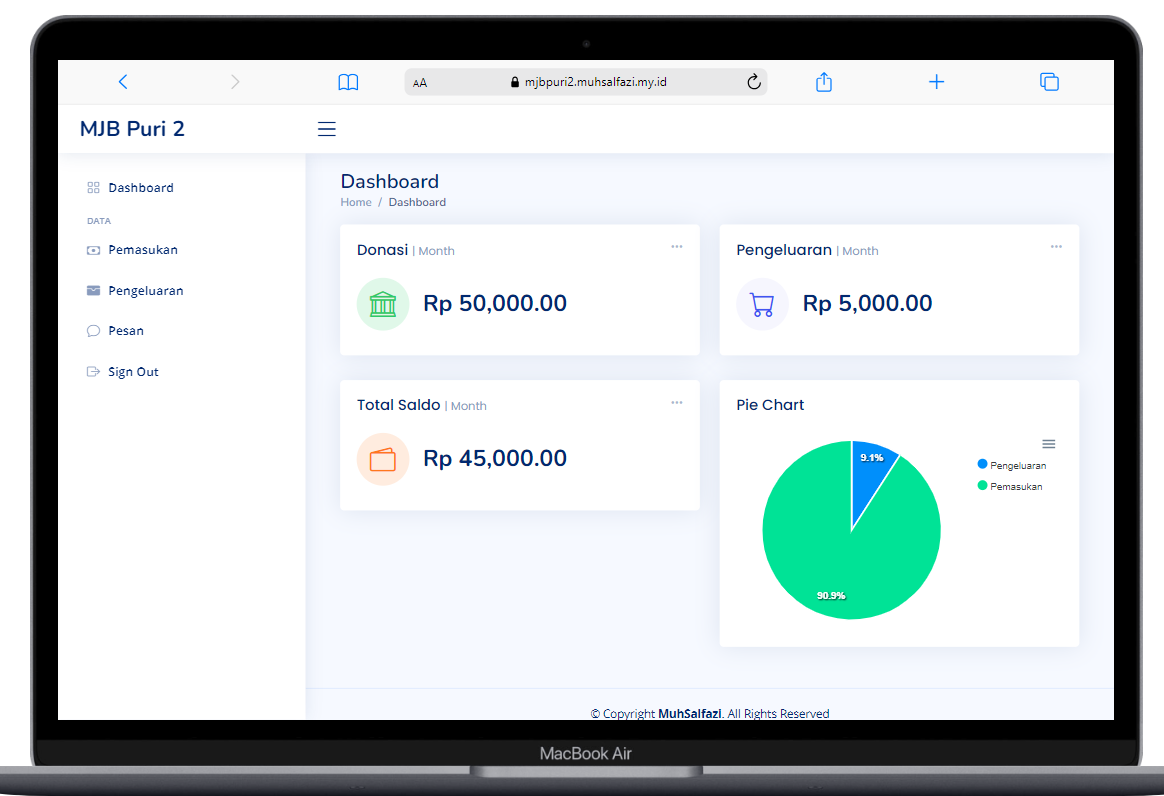 AA mjbpuri2.muhsalfazi.my.id
MJB Puri 2
Dashboard
DATA
Pemasukan
Pengeluaran
Pesan
Sign Out
Dashboard
Home / Dashboard
Donasi | Month
Rp 50,000.00
Pengeluaran | Month
Rp 5,000.00
Total Saldo | Month
Rp 45,000.00
Pie Chart
9.1%
90.9%
Pengeluaran
Pemasukan
© Copyright MuhSalfazi. All Rights Reserved
MacBook Air